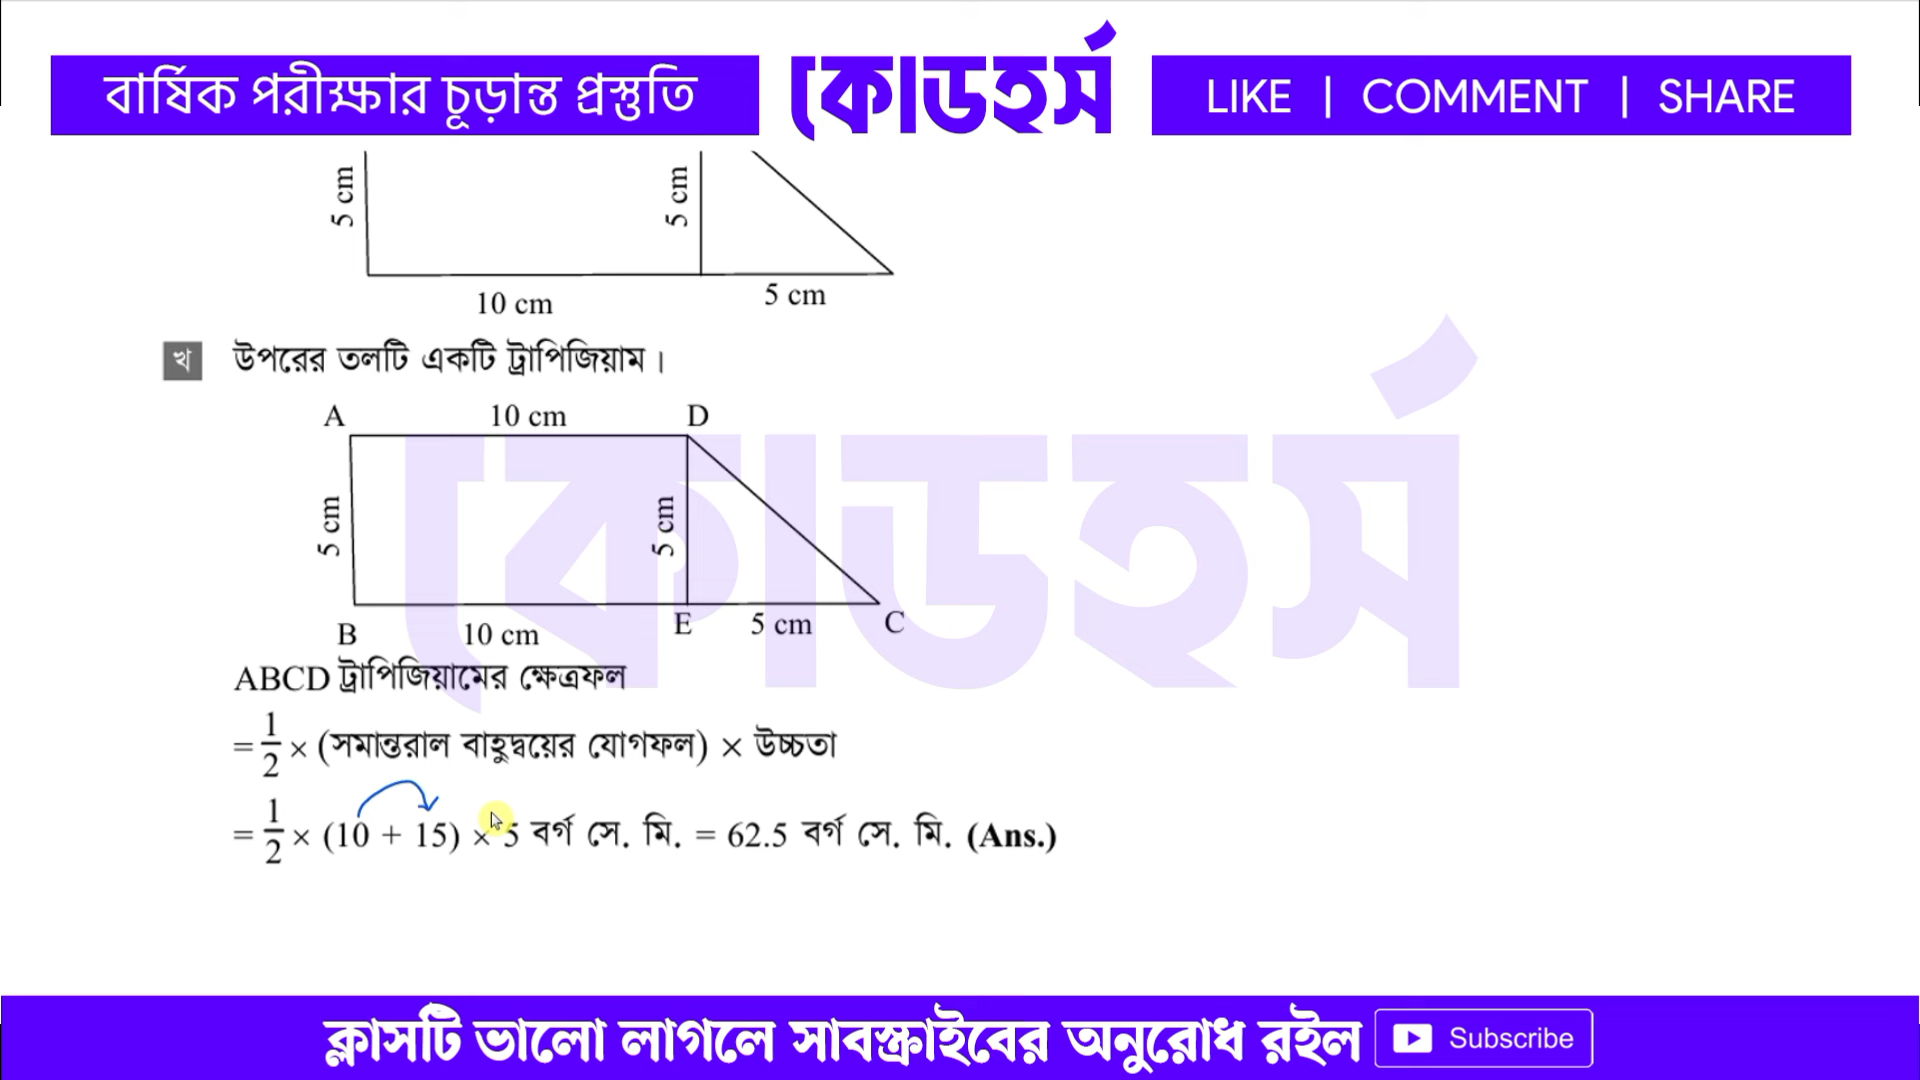 বার্ষিক পরীক্ষার চূড়ান্ত প্রস্তুতি
কোডহর্স
LIKE | COMMENT | SHARE
5 cm
5 cm
10 cm
5 cm
খ উপরের তলটি একটি ট্রাপিজিয়াম।
A 10 cm D
5 cm
5 cm
B 10 cm E 5 cm C
ABCD ট্রাপিজিয়ামের ক্ষেত্রফল
= 1/2 × (সমান্তরাল বাহুদ্বয়ের যোগফল) × উচ্চতা
= 1/2 × (10 + 15) × 5 বর্গ সে. মি. = 62.5 বর্গ সে. মি. (Ans.)
কোডহর্স
ক্লাসটি ভালো লাগলে সাবস্ক্রাইবের অনুরোধ রইল
Subscribe